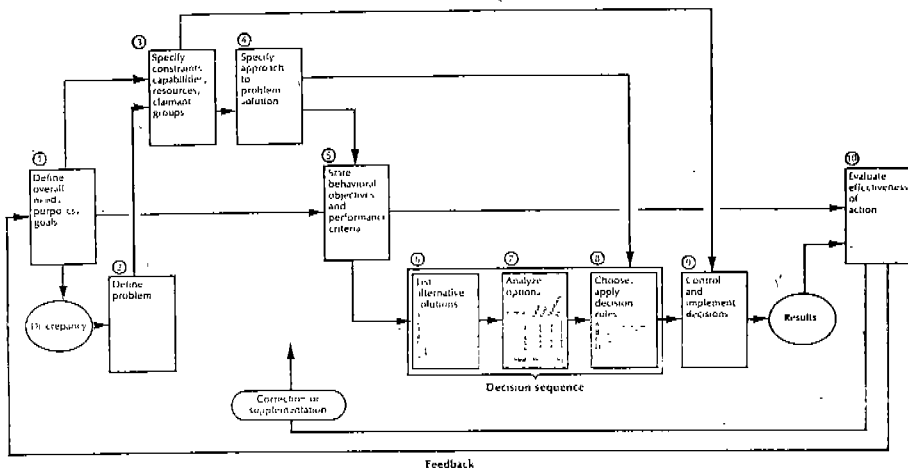 ③
Specify
constraints,
capabilities,
resources,
claimant
groups
④
Specify
approach
to
problem
solution
①
Define
overall
needs,
purposes,
goals
②
Define
problem
Discrepancy
⑤
State
behavioral
objectives
and
performance
criteria
⑥
List
alternative
solutions
⑦
Analyze
options
⑧
Choose,
apply
decision
rules
⑨
Control
and
implement
decisions
Results
⑩
Evaluate
effectiveness
of
action
Decision sequence
Correction or
supplementation
Feedback